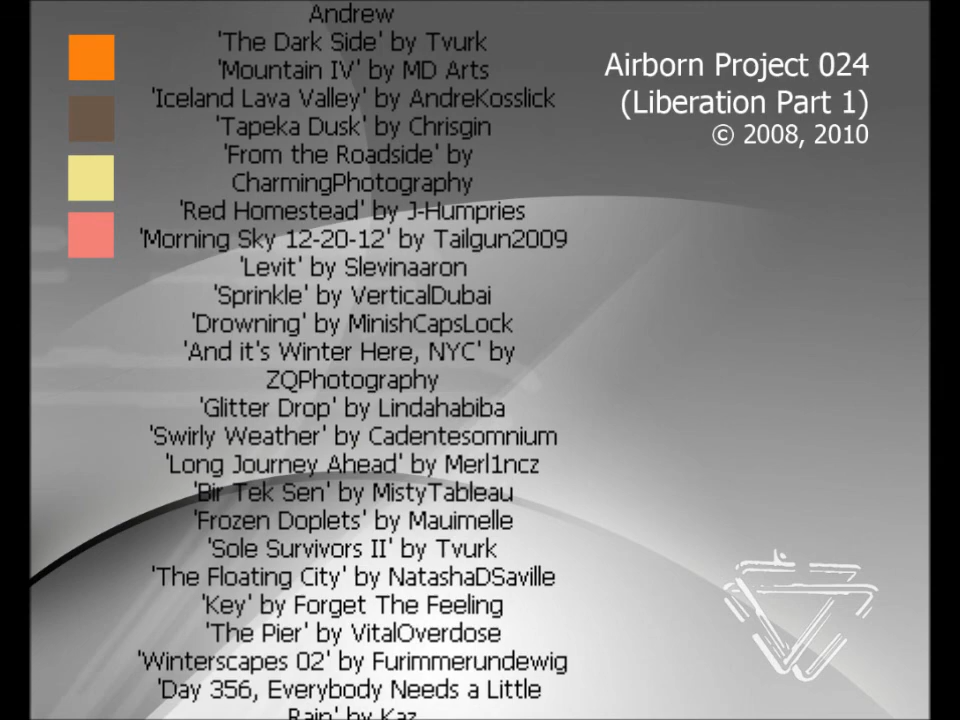 Andrew
'The Dark Side' by Tvurk
'Mountain IV' by MD Arts
'Iceland Lava Valley' by AndreKosslick
'Tapeka Dusk' by Chrisgin
'From the Roadside' by
CharmingPhotography
'Red Homestead' by J-Humpries
'Morning Sky 12-20-12' by Tailgun2009
'Levit' by Slevinaaron
'Sprinkle' by VerticalDubai
'Drowning' by MinishCapsLock
'And it's Winter Here, NYC' by
ZQPhotography
'Glitter Drop' by Lindahabiba
'Swirly Weather' by Cadentesomnium
'Long Journey Ahead' by Merl1ncz
'Bir Tek Sen' by MistyTableau
'Frozen Doplets' by Mauimelle
'Sole Survivors II' by Tvurk
'The Floating City' by NatashaDSaville
'Key' by Forget The Feeling
'The Pier' by VitalOverdose
'Winterscapes 02' by Furimmerundewig
'Day 356, Everybody Needs a Little
Rain' by Kaz
Airborn Project 024
(Liberation Part 1)
© 2008, 2010